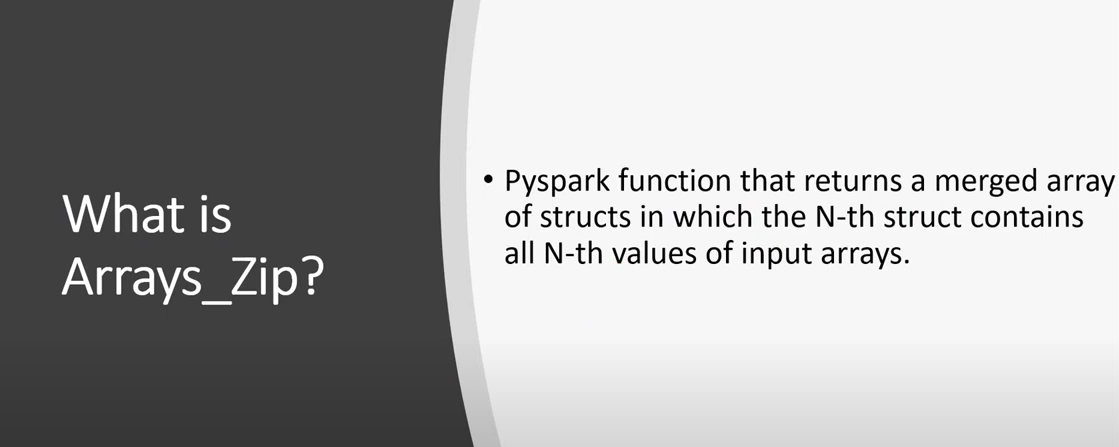 What is
Arrays_Zip?
• Pyspark function that returns a merged array
of structs in which the N-th struct contains
all N-th values of input arrays.